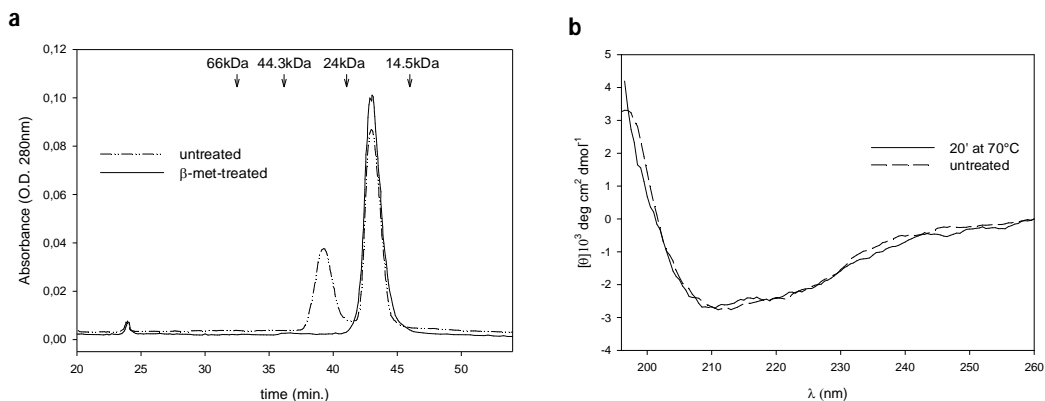 a
0,12
0,10
0,08
0,06
0,04
0,02
0,00
Absorbance (O.D. 280nm)
66kDa 44.3kDa 24kDa 14.5kDa
untreated
β-met-treated
20 25 30 35 40 45 50
time (min.)
b
5
4
3
2
1
0
-1
-2
-3
-4
[θ]10³ deg cm² dmol⁻¹
20' at 70°C
untreated
200 210 220 230 240 250 260
λ (nm)